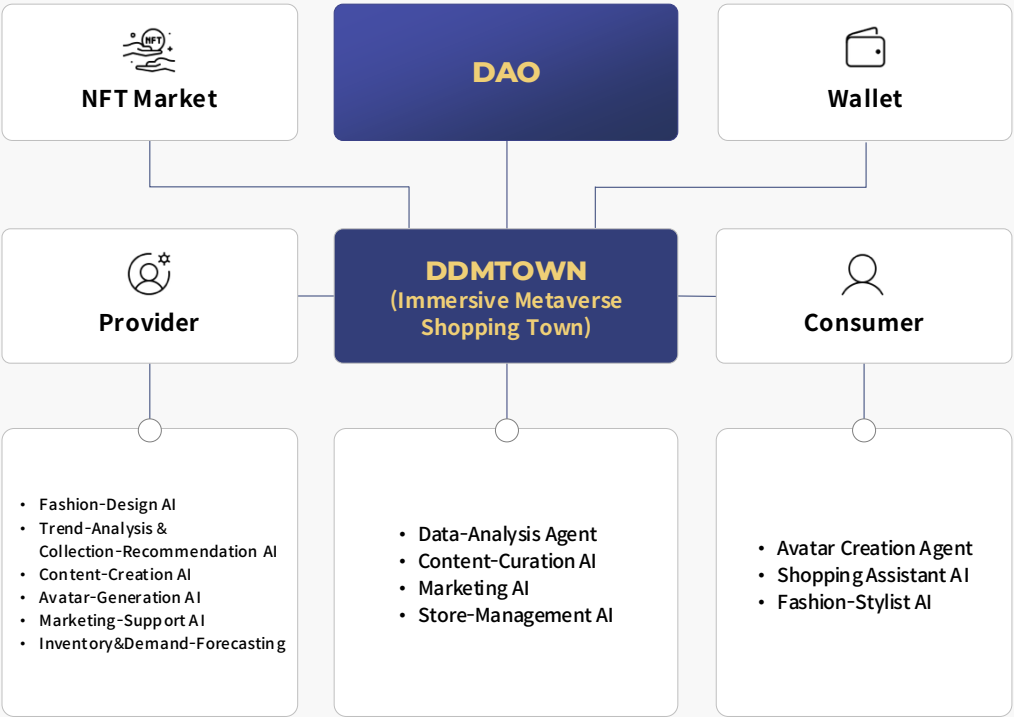 NFT
NFT Market
DAO
Wallet
Provider
DDMTOWN
(Immersive Metaverse
Shopping Town)
Consumer
• Fashion-Design AI
• Trend-Analysis &
Collection-Recommendation AI
• Content-Creation AI
• Avatar-Generation AI
• Marketing-Support AI
• Inventory&Demand-Forecasting
• Data-Analysis Agent
• Content-Curation AI
• Marketing AI
• Store-Management AI
• Avatar Creation Agent
• Shopping Assistant AI
• Fashion-Stylist AI